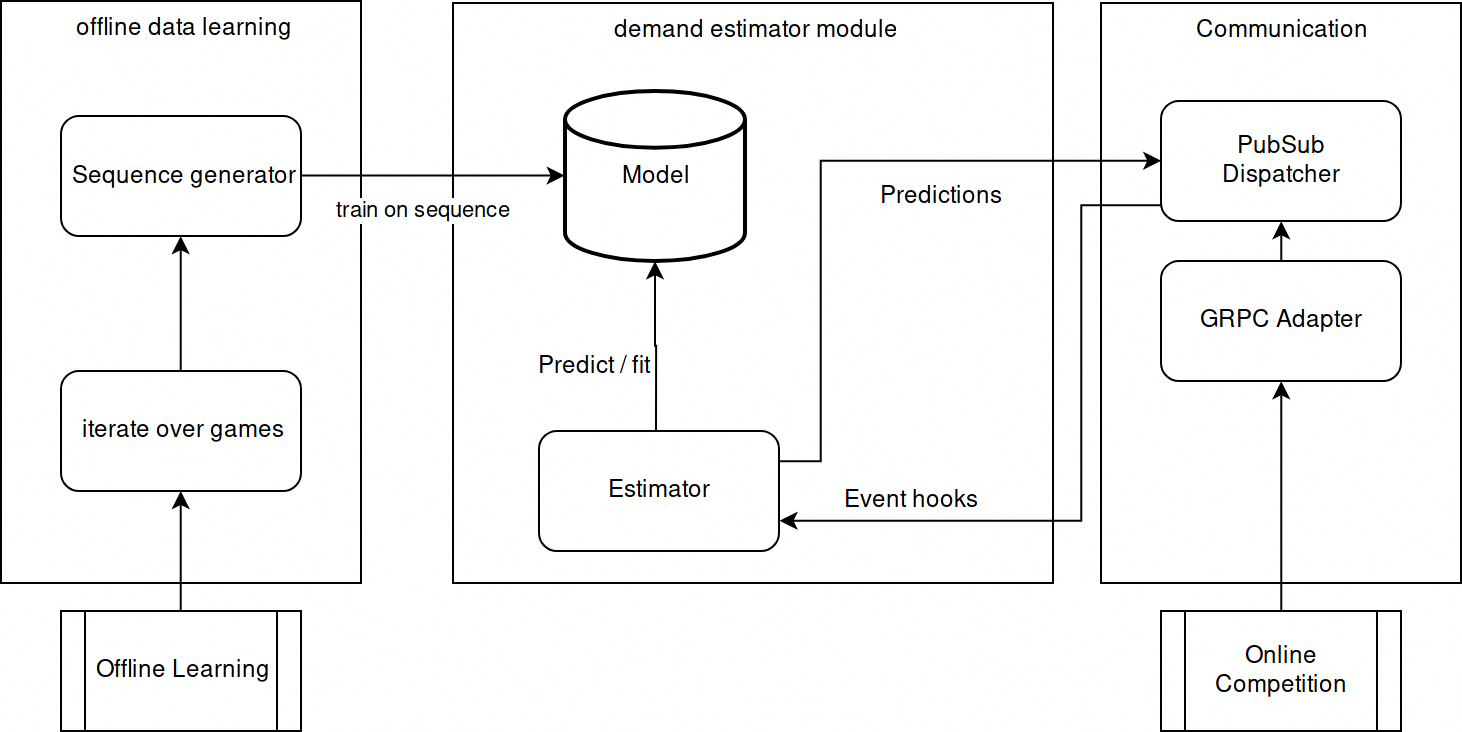 offline data learning
demand estimator module
Communication
Sequence generator
train on sequence
Model
Predictions
PubSub
Dispatcher
GRPC Adapter
Predict / fit
iterate over games
Estimator
Event hooks
Offline Learning
Online
Competition